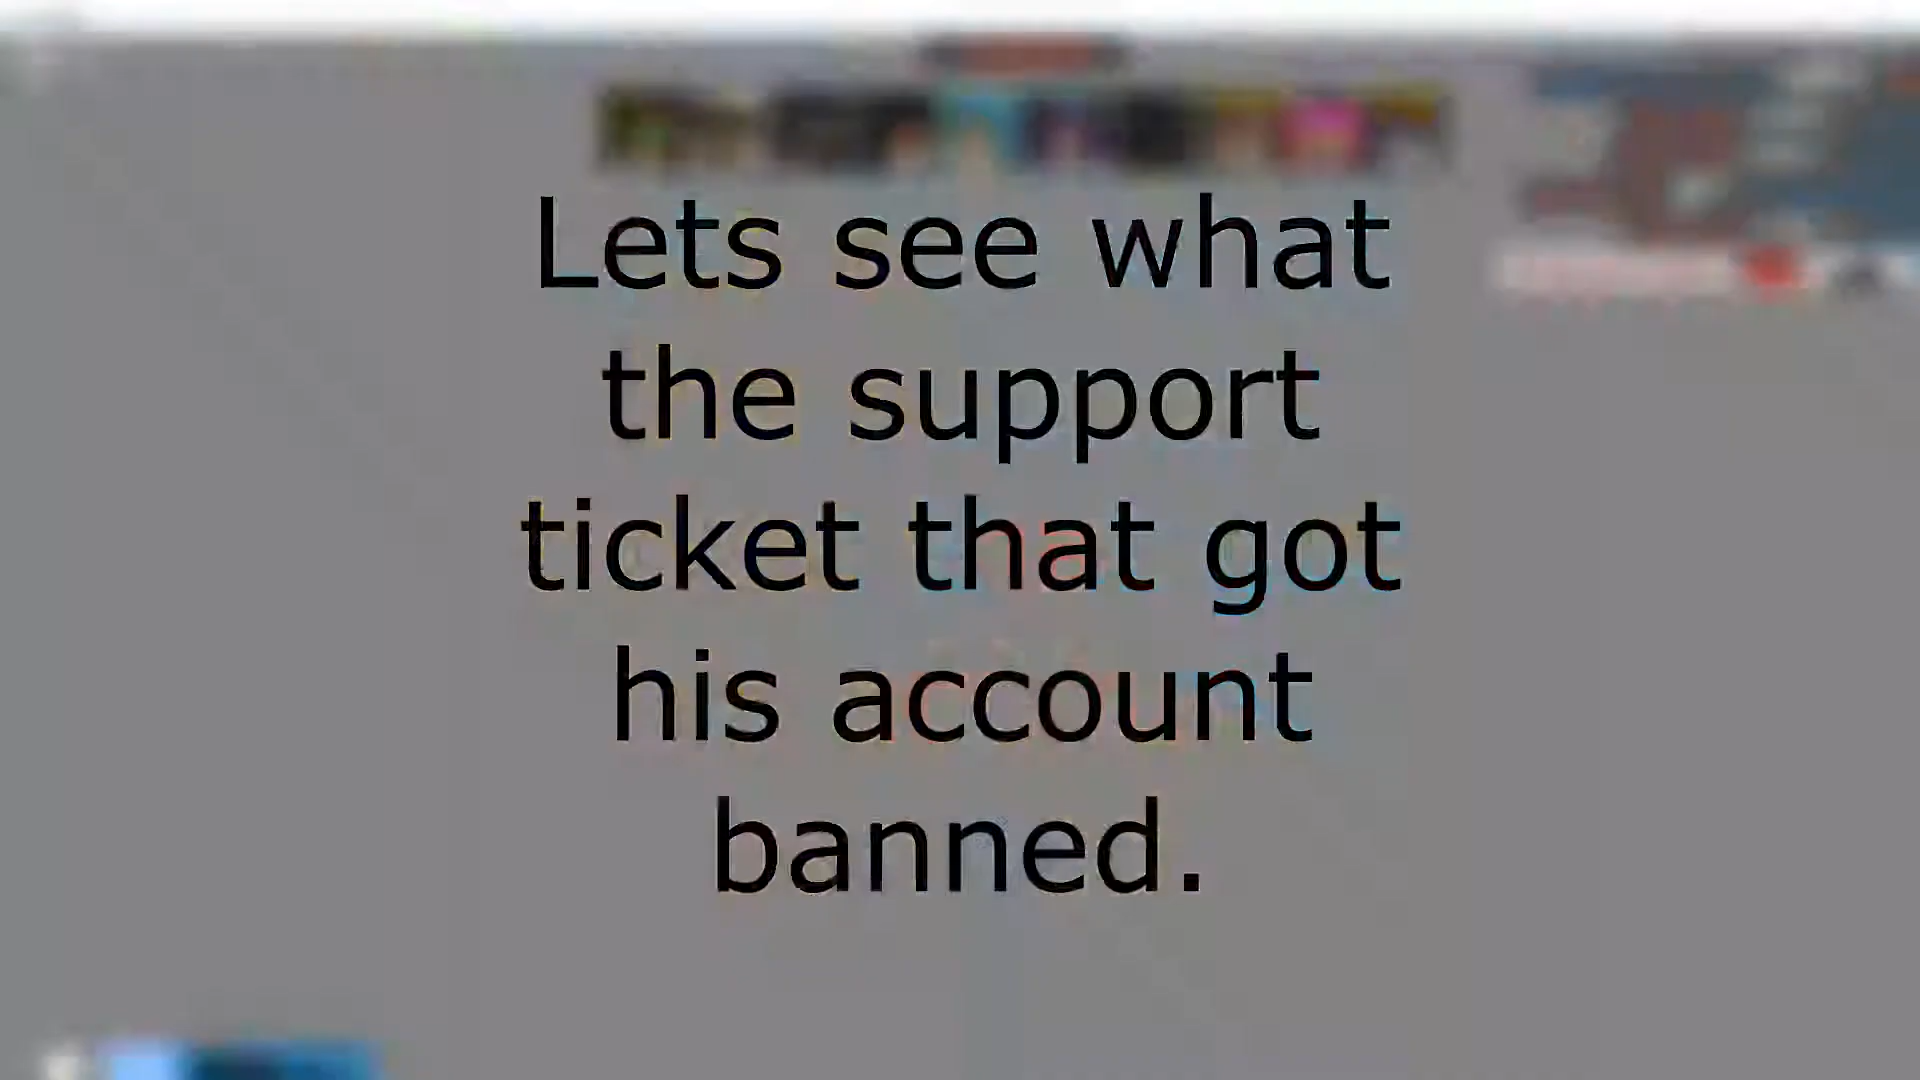 Lets see what
the support
ticket that got
his account
banned.